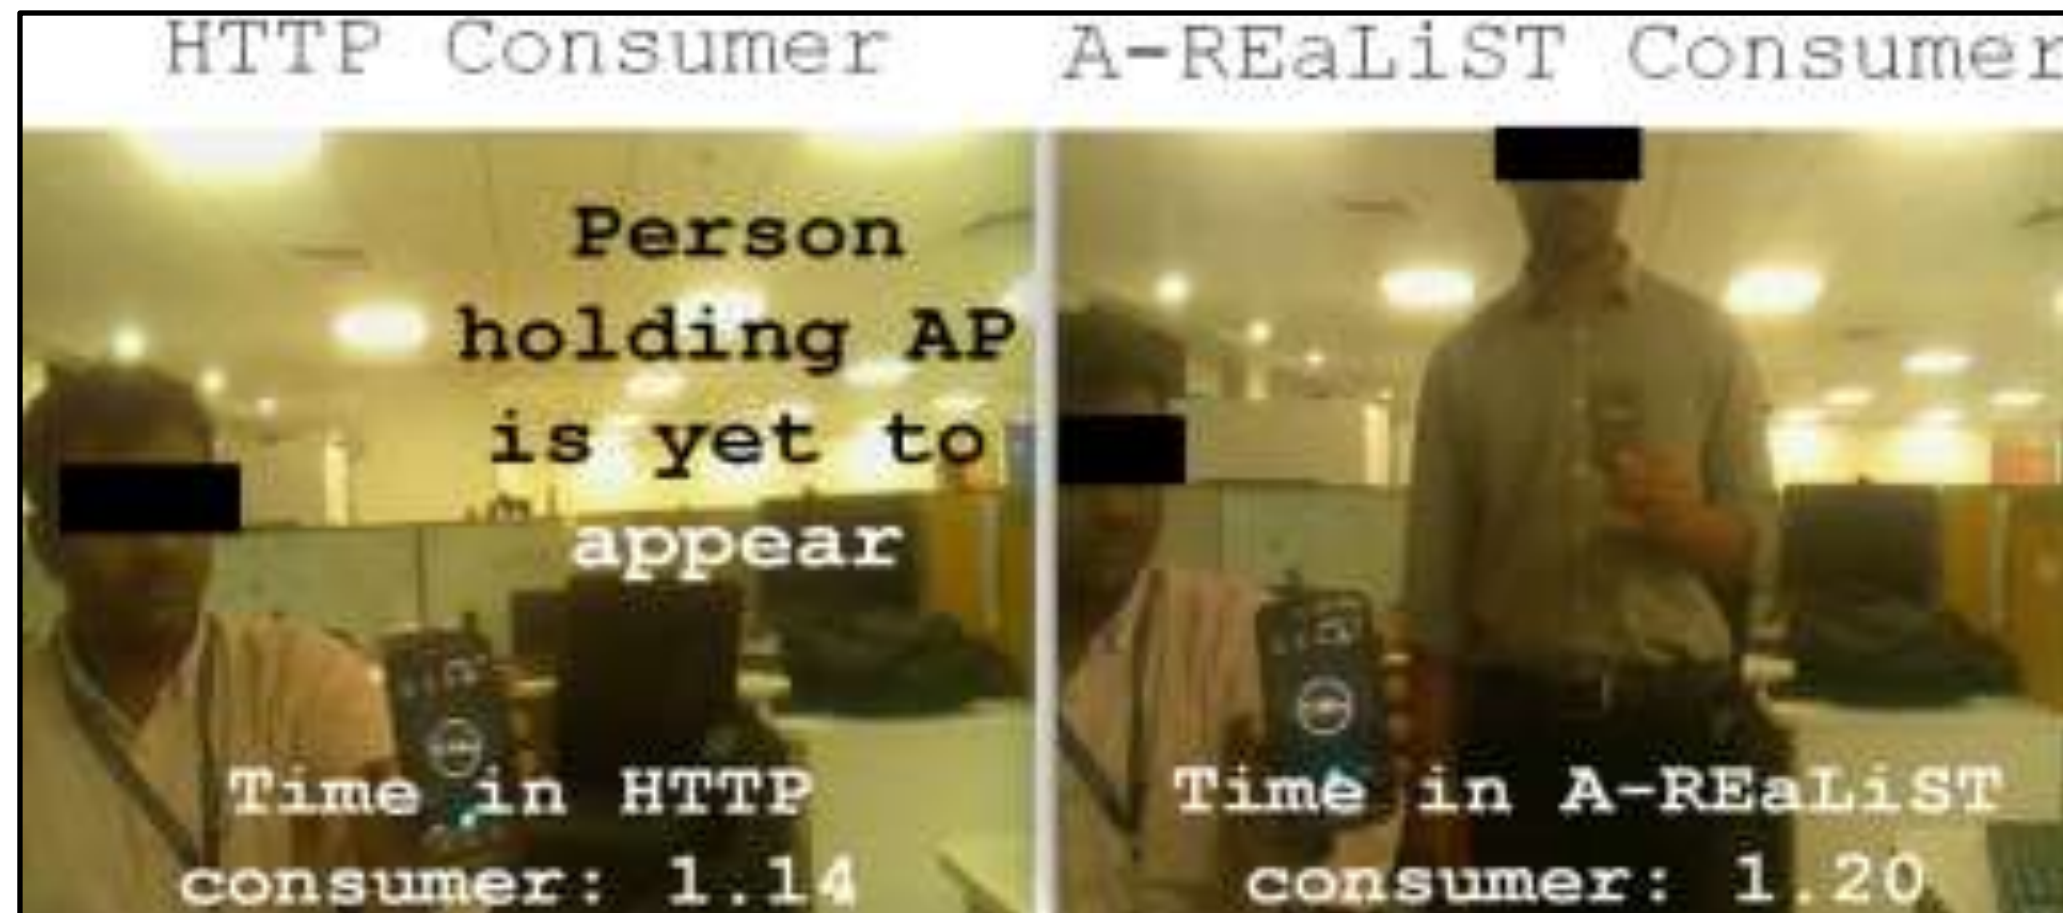 HTTP Consumer
A-REaLiST Consumer
Person
holding AP
is yet to
appear
Time in HTTP
consumer: 1.14
Time in A-REaLiST
consumer: 1.20